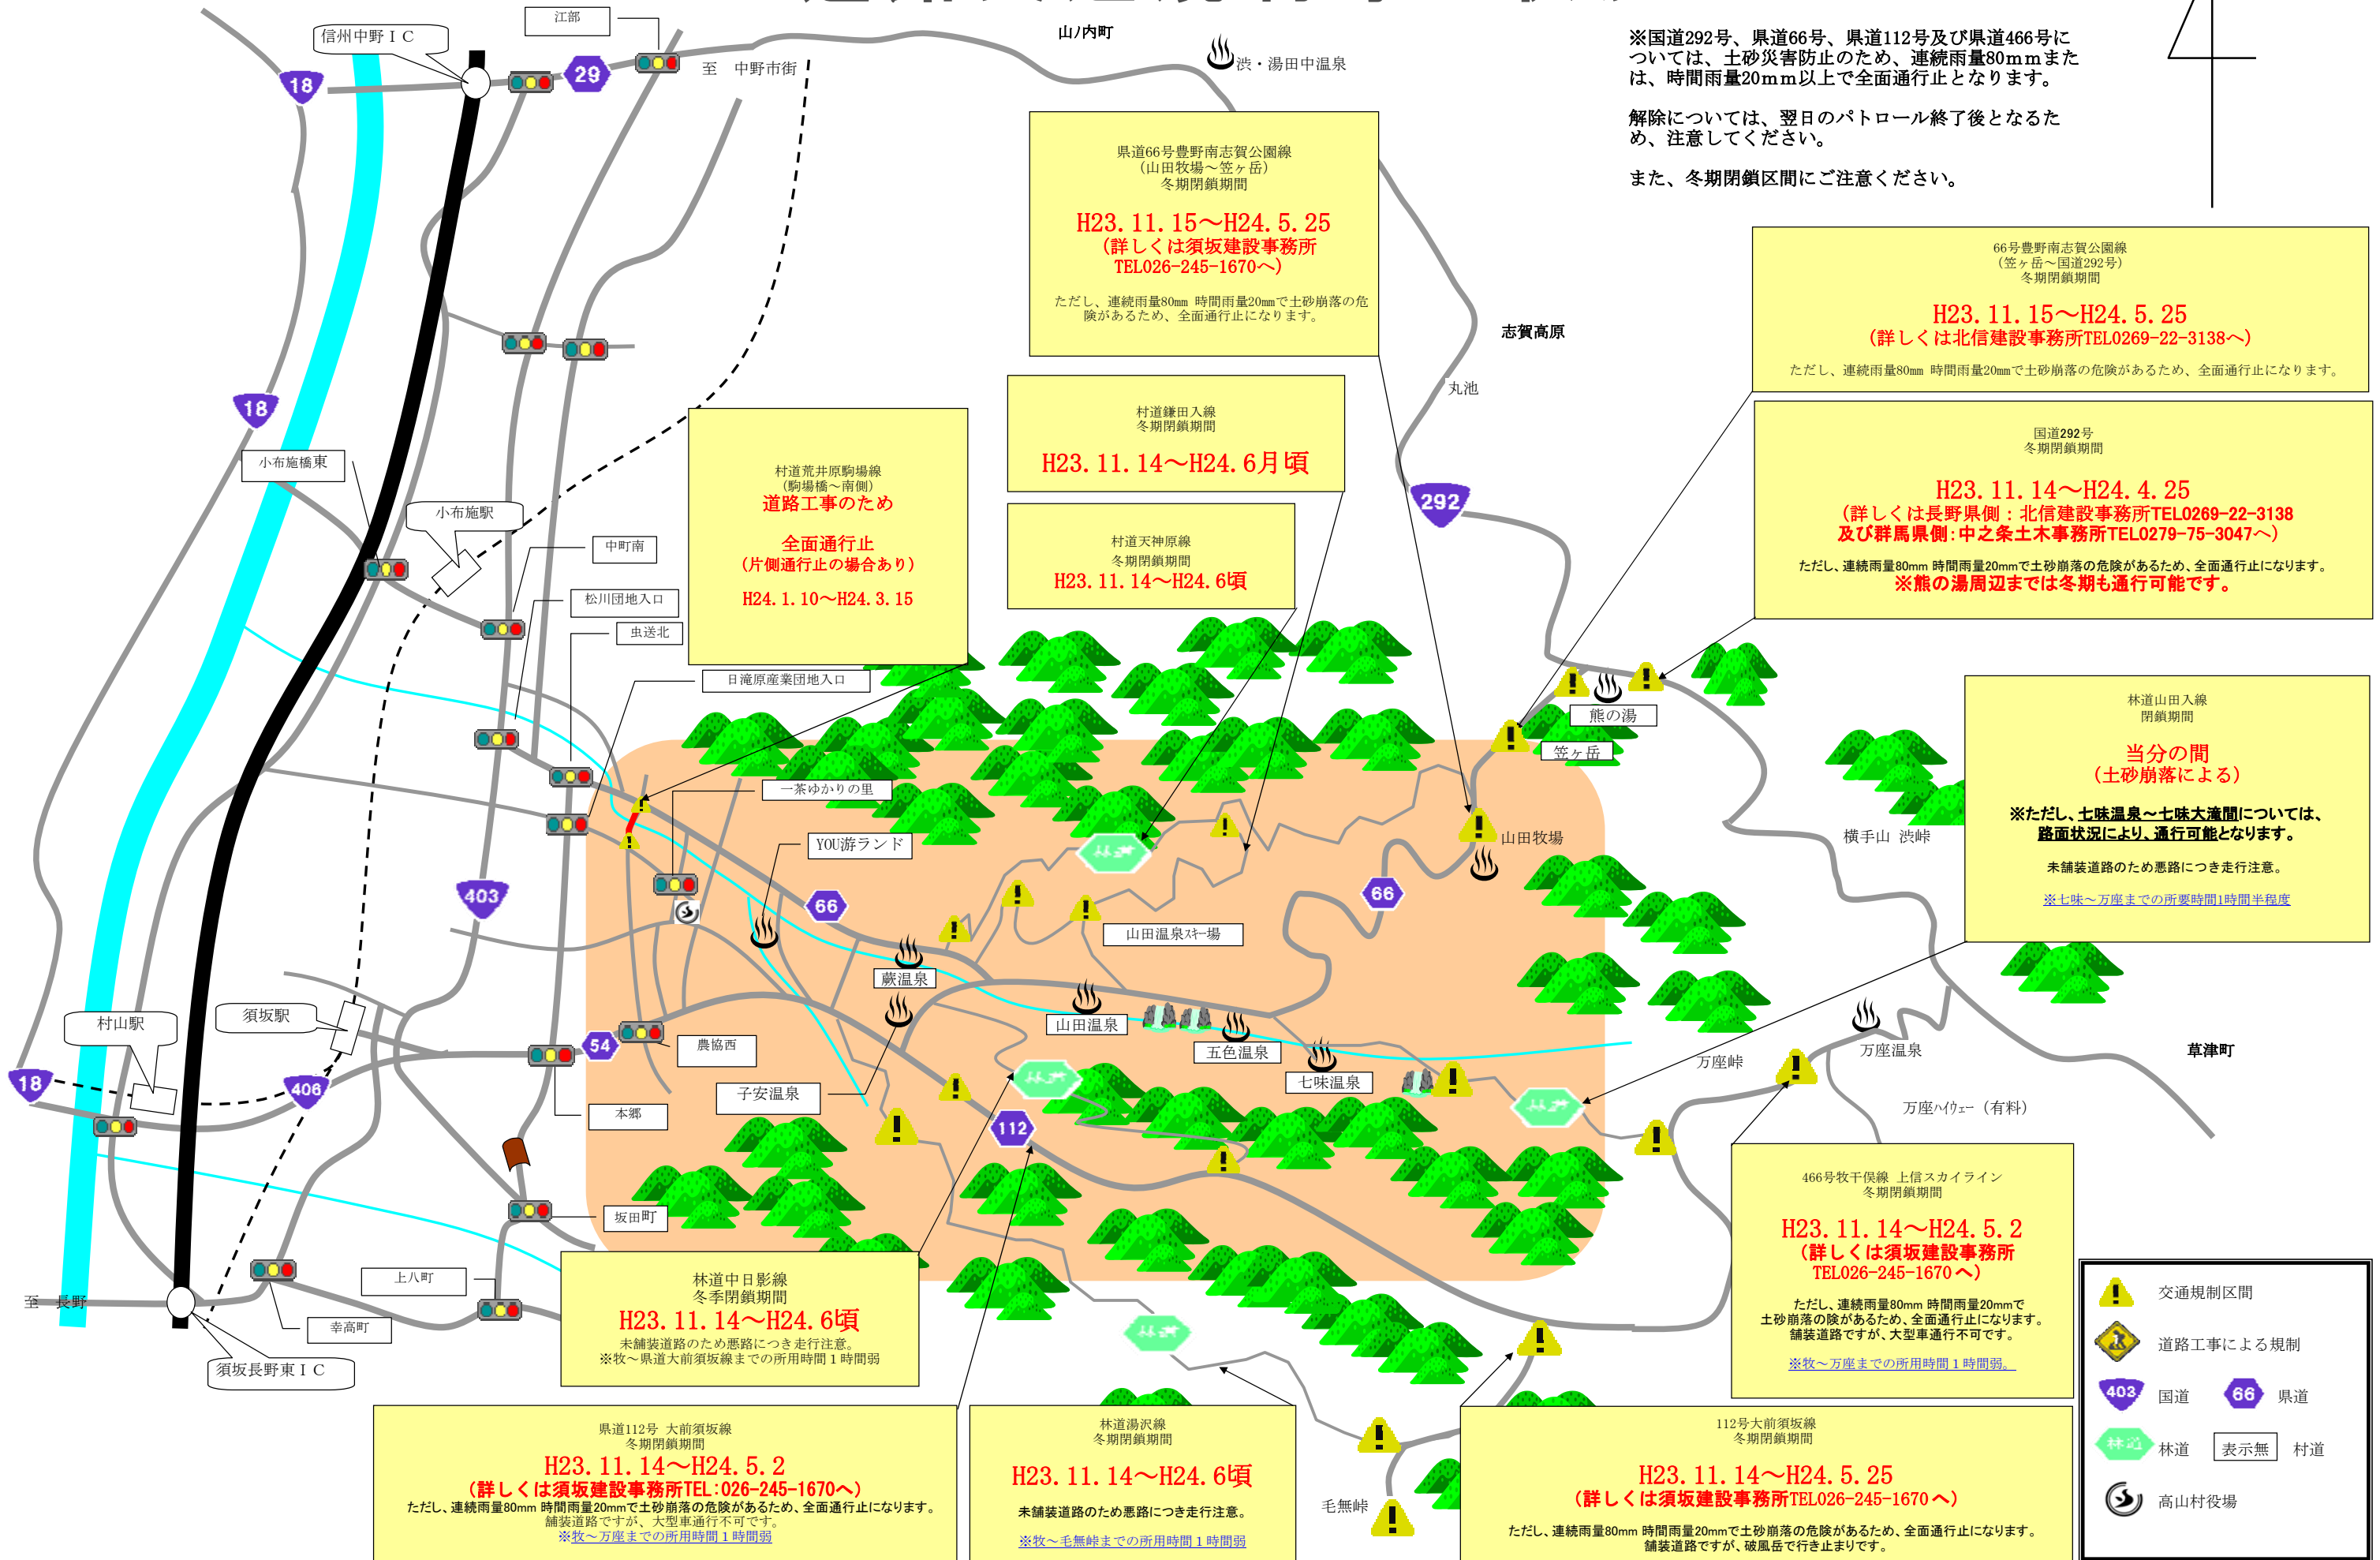 江部
信州中野ＩＣ
山ノ内町
渋・湯田中温泉
18
29
至　中野市街
※国道292号、県道66号、県道112号及び県道466号に
ついては、土砂災害防止のため、連続雨量80mmまた
は、時間雨量20mm以上で全面通行止となります。
解除については、翌日のパトロール終了後となるた
め、注意してください。
また、冬期閉鎖区間にご注意ください。
県道66号豊野南志賀公園線
（山田牧場～笠ヶ岳）
冬期閉鎖期間
H23.11.15～H24.5.25
（詳しくは須坂建設事務所
TEL026-245-1670へ）
ただし、連続雨量80㎜ 時間雨量20㎜で土砂崩落の危
険があるため、全面通行止になります。
66号豊野南志賀公園線
（笠ヶ岳～国道292号）
冬期閉鎖期間
H23.11.15～H24.5.25
（詳しくは北信建設事務所TEL0269-22-3138へ）
ただし、連続雨量80㎜ 時間雨量20㎜で土砂崩落の危険があるため、全面通行止になります。
志賀高原
丸池
村道鎌田入線
冬期閉鎖期間
H23.11.14～H24.6月頃
国道292号
冬期閉鎖期間
H23.11.14～H24.4.25
（詳しくは長野県側：北信建設事務所TEL0269-22-3138
及び群馬県側：中之条土木事務所TEL0279-75-3047へ）
ただし、連続雨量80mm 時間雨量20mmで土砂崩落の危険があるため、全面通行止になります。
※熊の湯周辺までは冬期も通行可能です。
18
小布施橋東
村道荒井原駒場線
（駒場橋～南側）
道路工事のため
全面通行止
（片側通行止の場合あり）
H24.1.10～H24.3.15
村道天神原線
冬期閉鎖期間
H23.11.14～H24.6頃
292
小布施駅
中町南
松川団地入口
虫送北
日滝原産業団地入口
熊の湯
笠ヶ岳
林道山田入線
閉鎖期間
当分の間
（土砂崩落による）
※ただし、七味温泉～七味大滝間については、
路面状況により、通行可能となります。
未舗装道路のため悪路につき走行注意。
※七味～万座までの所要時間1時間半程度
一茶ゆかりの里
YOU游ランド
山田牧場
横手山 渋峠
403
66
66
山田温泉ｽｷｰ場
蕨温泉
山田温泉
五色温泉
七味温泉
須坂駅
村山駅
54
農協西
子安温泉
本郷
18
406
112
万座峠
万座温泉
草津町
万座ﾊｲｳｪｰ（有料）
坂田町
466号牧干俣線 上信スカイライン
冬期閉鎖期間
H23.11.14～H24.5.2
（詳しくは須坂建設事務所
TEL026-245-1670 へ）
ただし、連続雨量80mm 時間雨量20mmで
土砂崩落の険があるため、全面通行止になります。
舗装道路ですが、大型車通行不可です。
※牧～万座までの所用時間１時間弱。
林道中日影線
冬季閉鎖期間
H23.11.14～H24.6頃
未舗装道路のため悪路につき走行注意。
※牧～県道大前須坂線までの所用時間１時間弱
上八町
至　長野
幸高町
須坂長野東ＩＣ
県道112号 大前須坂線
冬期閉鎖期間
H23.11.14～H24.5.2
（詳しくは須坂建設事務所TEL：026-245-1670へ）
ただし、連続雨量80mm 時間雨量20mmで土砂崩落の危険があるため、全面通行止になります。
舗装道路ですが、大型車通行不可です。
※牧～万座までの所用時間１時間弱
林道湯沢線
冬期閉鎖期間
H23.11.14～H24.6頃
未舗装道路のため悪路につき走行注意。
※牧～毛無峠までの所用時間１時間弱
毛無峠
112号大前須坂線
冬期閉鎖期間
H23.11.14～H24.5.25
（詳しくは須坂建設事務所TEL026-245-1670 へ）
ただし、連続雨量80mm 時間雨量20mmで土砂崩落の危険があるため、全面通行止になります。
舗装道路ですが、破風岳で行き止まりです。
交通規制区間
道路工事による規制
403 国道 66 県道
林道 林道 表示無 村道
高山村役場